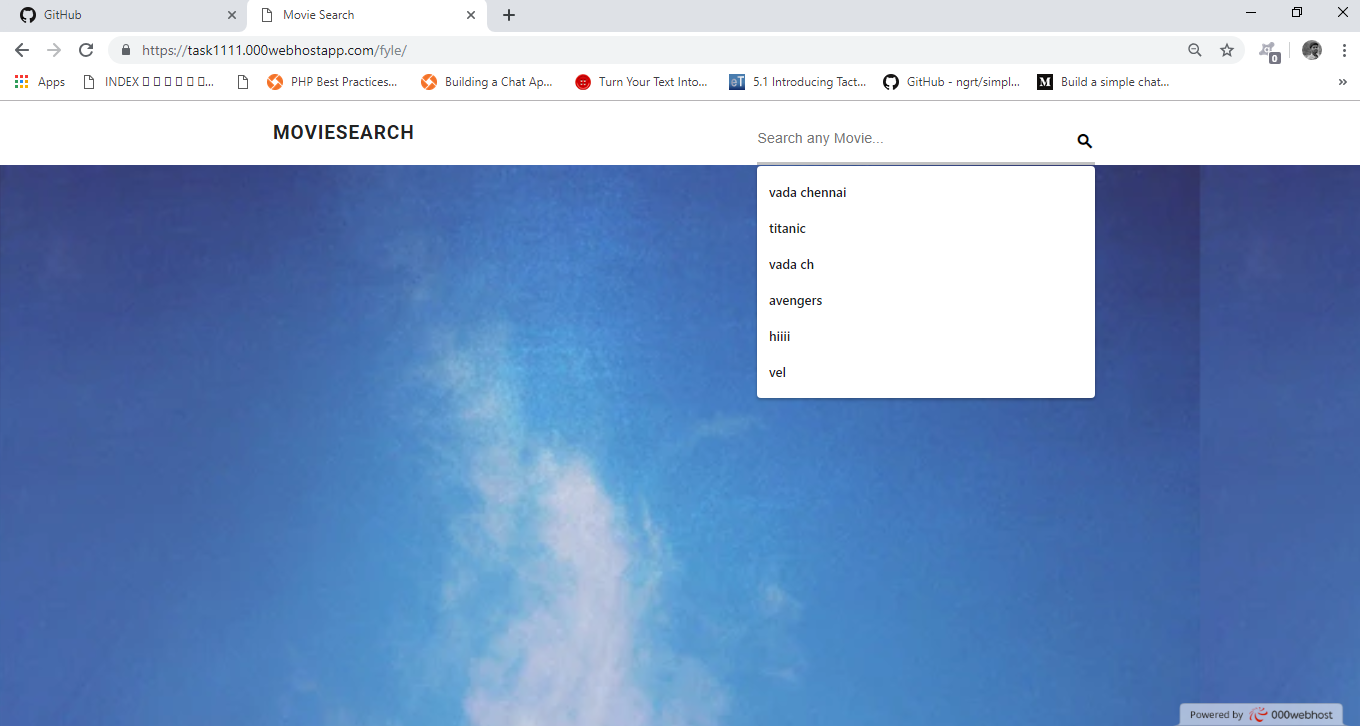 GitHub
Movie Search
https://task1111.000webhostapp.com/fyle/
0
Apps
INDEX
PHP Best Practices...
Building a Chat Ap...
Turn Your Text Into...
eT
5.1 Introducing Tact...
GitHub - ngrt/simpl...
M
Build a simple chat...
»
MOVIESEARCH
Search any Movie...
vada chennai
titanic
vada ch
avengers
hiiii
vel
Powered by 000webhost